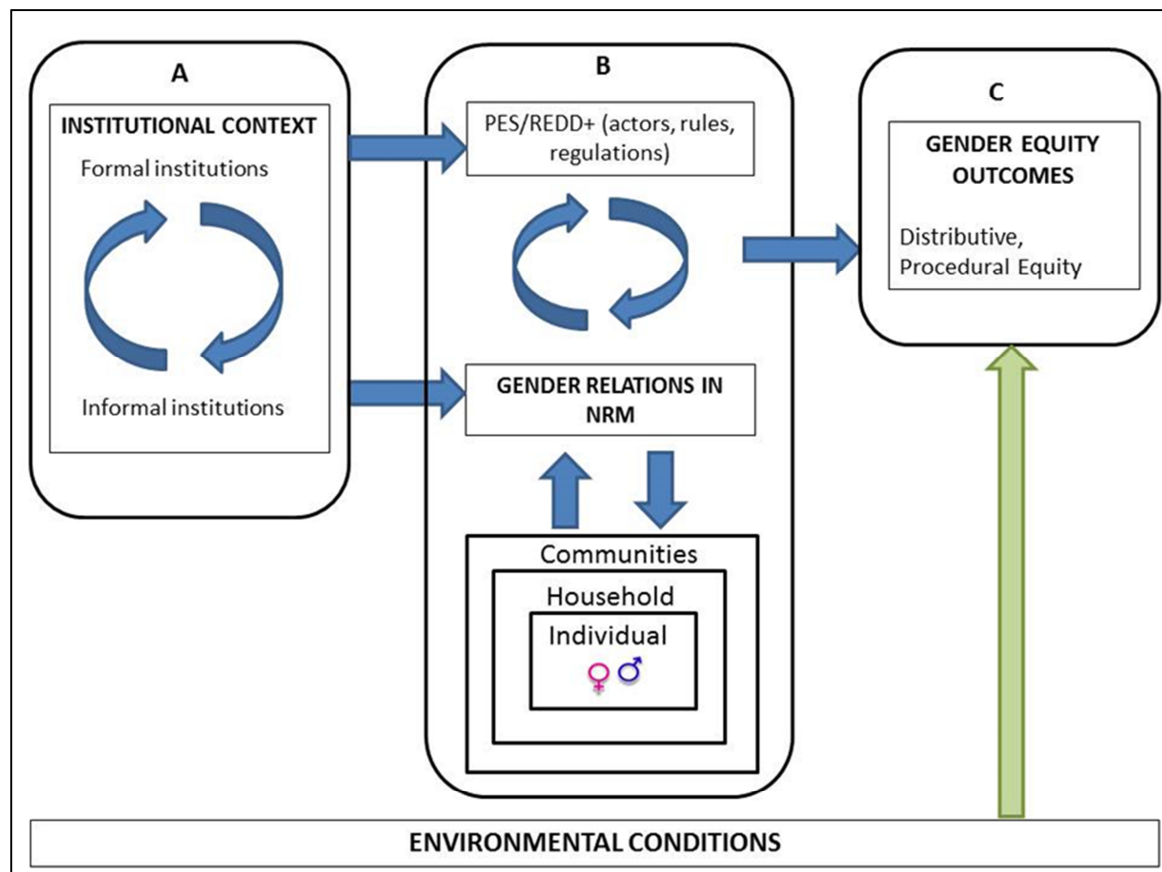 A
INSTITUTIONAL CONTEXT
Formal institutions
Informal institutions
B
PES/REDD+ (actors, rules,
regulations)
GENDER RELATIONS IN
NRM
Communities
Household
Individual
C
GENDER EQUITY
OUTCOMES
Distributive,
Procedural Equity
ENVIRONMENTAL CONDITIONS